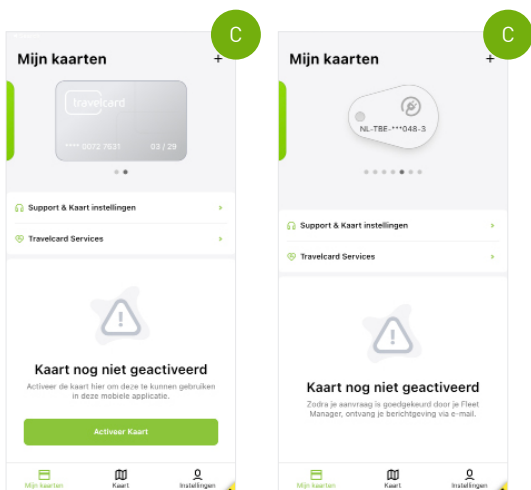 C
Mijn kaarten
+
travelcard
**** 0072 7631 03 / 29
Support & Kaart instellingen
Travelcard Services
Kaart nog niet geactiveerd
Activeer de kaart hier om deze te kunnen gebruiken
in deze mobiele applicatie.
Activeer Kaart
Mijn kaarten Kaart Instellingen
C
Mijn kaarten
+
NL-TBE-***048-3
Support & Kaart instellingen
Travelcard Services
Kaart nog niet geactiveerd
Zodra je aanvraag is goedgekeurd door je Fleet
Manager, ontvang je berichtgeving via e-mail.
Mijn kaarten Kaart Instellingen